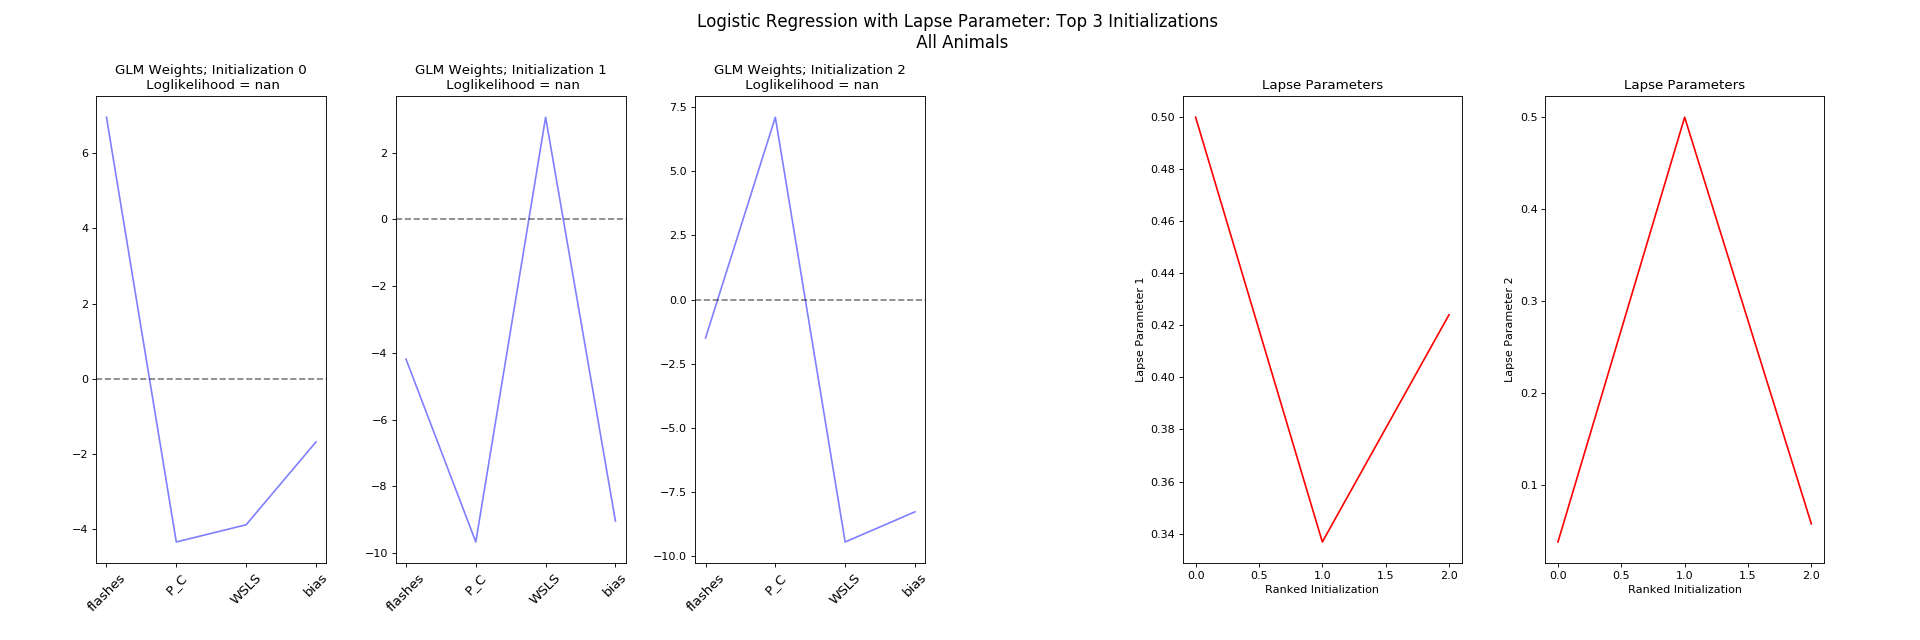 Logistic Regression with Lapse Parameter: Top 3 Initializations
All Animals
GLM Weights; Initialization 0
Loglikelihood = nan
6
4
2
0
−2
−4
flashes
P_C
WSLS
bias
GLM Weights; Initialization 1
Loglikelihood = nan
2
0
−2
−4
−6
−8
−10
flashes
P_C
WSLS
bias
GLM Weights; Initialization 2
Loglikelihood = nan
7.5
5.0
2.5
0.0
−2.5
−5.0
−7.5
−10.0
flashes
P_C
WSLS
bias
Lapse Parameters
Lapse Parameter 1
0.50
0.48
0.46
0.44
0.42
0.40
0.38
0.36
0.34
0.0 0.5 1.0 1.5 2.0
Ranked Initialization
Lapse Parameters
Lapse Parameter 2
0.5
0.4
0.3
0.2
0.1
0.0 0.5 1.0 1.5 2.0
Ranked Initialization